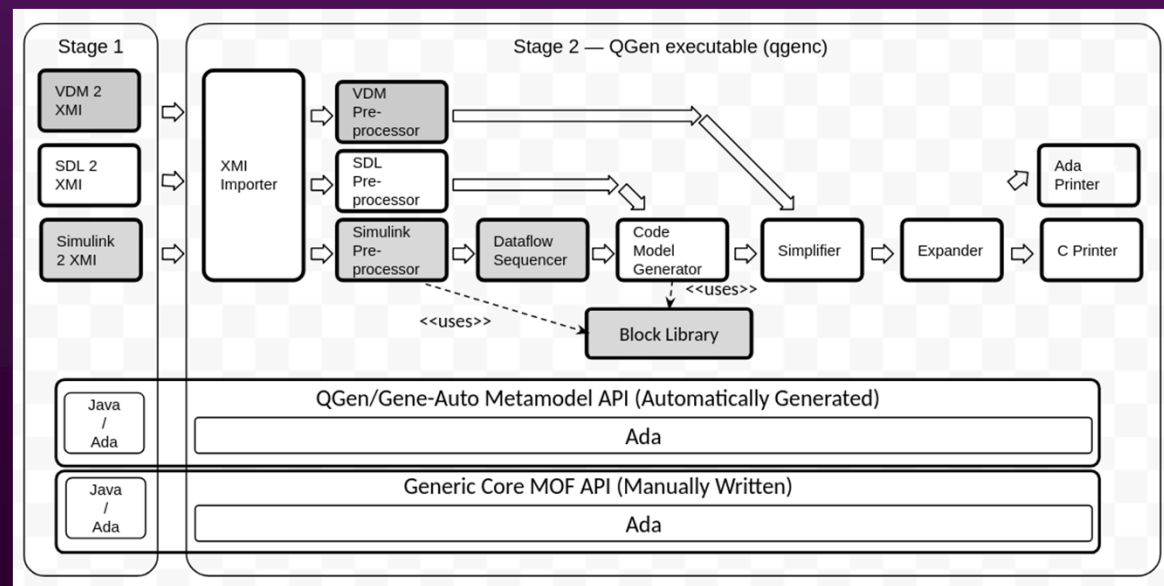 Stage 1
Stage 2 — QGen executable (qgenc)
VDM 2
XMI
SDL 2
XMI
Simulink
2 XMI
XMI
Importer
VDM
Pre-
processor
SDL
Pre-
processor
Simulink
Pre-
processor
Dataflow
Sequencer
Code
Model
Generator
Simplifier
Expander
Ada
Printer
C Printer
<<uses>>
<<uses>>
Block Library
Java
/
Ada
QGen/Gene-Auto Metamodel API (Automatically Generated)
Ada
Java
/
Ada
Generic Core MOF API (Manually Written)
Ada